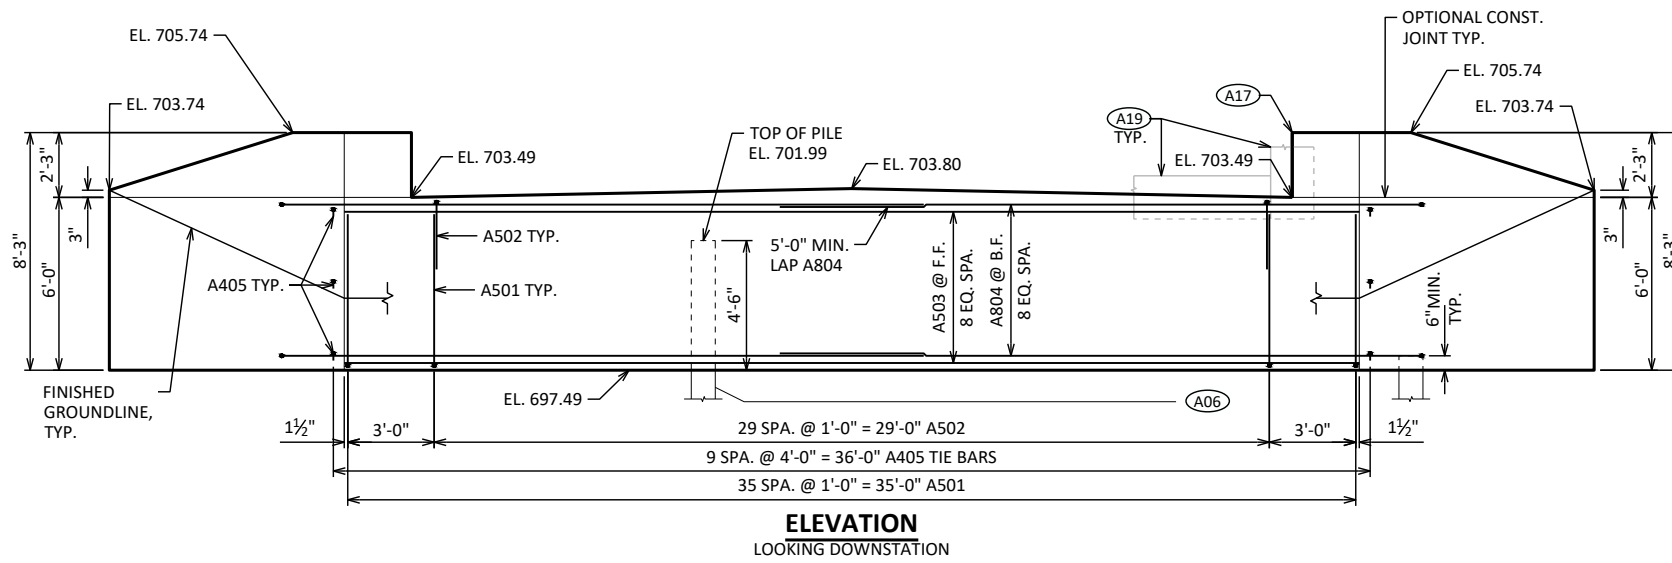 EL. 705.74
EL. 703.74
EL. 703.49
TOP OF PILE
EL. 701.99
EL. 703.80
A17
A19
TYP.
EL. 703.49
OPTIONAL CONST.
JOINT TYP.
EL. 705.74
EL. 703.74
2'-3"
3"
8'-3"
6'-0"
A502 TYP.
A405 TYP.
A501 TYP.
4'-6"
5'-0" MIN.
LAP A804
A503 @ F.F.
8 EQ. SPA.
A804 @ B.F.
8 EQ. SPA.
6"MIN.
TYP.
2'-3"
3"
6'-0"
8'-3"
FINISHED
GROUNDLINE,
TYP.
EL. 697.49
A06
1½"
3'-0"
29 SPA. @ 1'-0" = 29'-0" A502
3'-0"
1½"
9 SPA. @ 4'-0" = 36'-0" A405 TIE BARS
35 SPA. @ 1'-0" = 35'-0" A501
ELEVATION
LOOKING DOWNSTATION